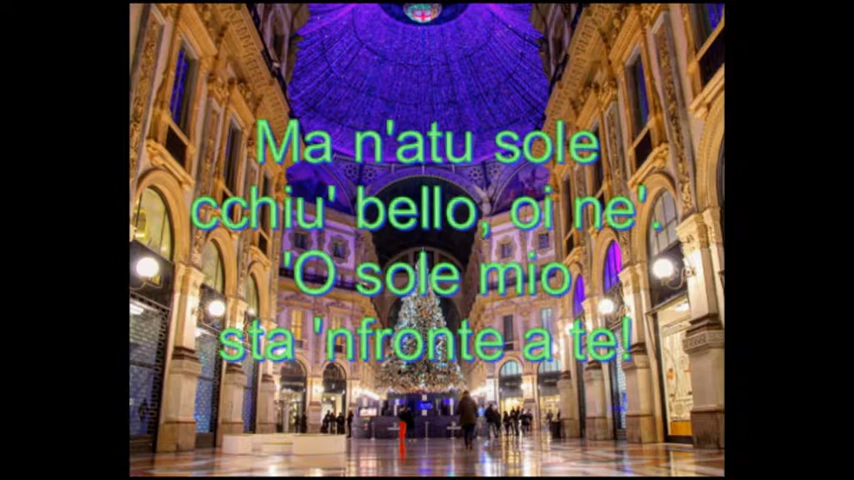 Ma n'atu sole
cchiu' bello, oi ne'.
'O sole mio
sta 'nfronte a te!